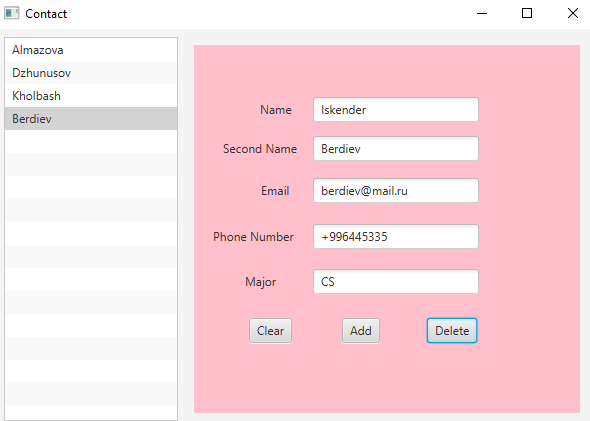 Contact
Almazova
Dzhunusov
Kholbash
Berdiev
Name Iskender
Second Name Berdiev
Email berdiev@mail.ru
Phone Number +996445335
Major CS
Clear Add Delete